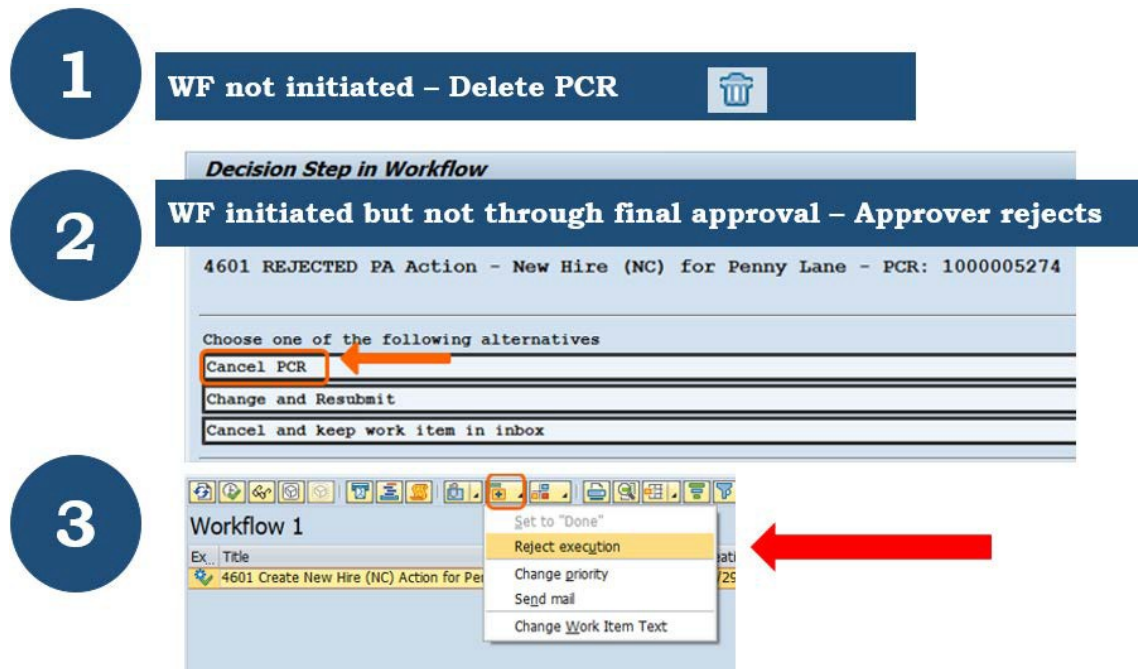 1
WF not initiated – Delete PCR
Decision Step in Workflow
2
WF initiated but not through final approval – Approver rejects
4601 REJECTED PA Action - New Hire (NC) for Penny Lane - PCR: 1000005274
Choose one of the following alternatives
Cancel PCR
Change and Resubmit
Cancel and keep work item in inbox
3
Workflow 1
Set to "Done"
Ex.. Title
Reject execution
4601 Create New Hire (NC) Action for Pe
Change priority
Send mail
Change Work Item Text